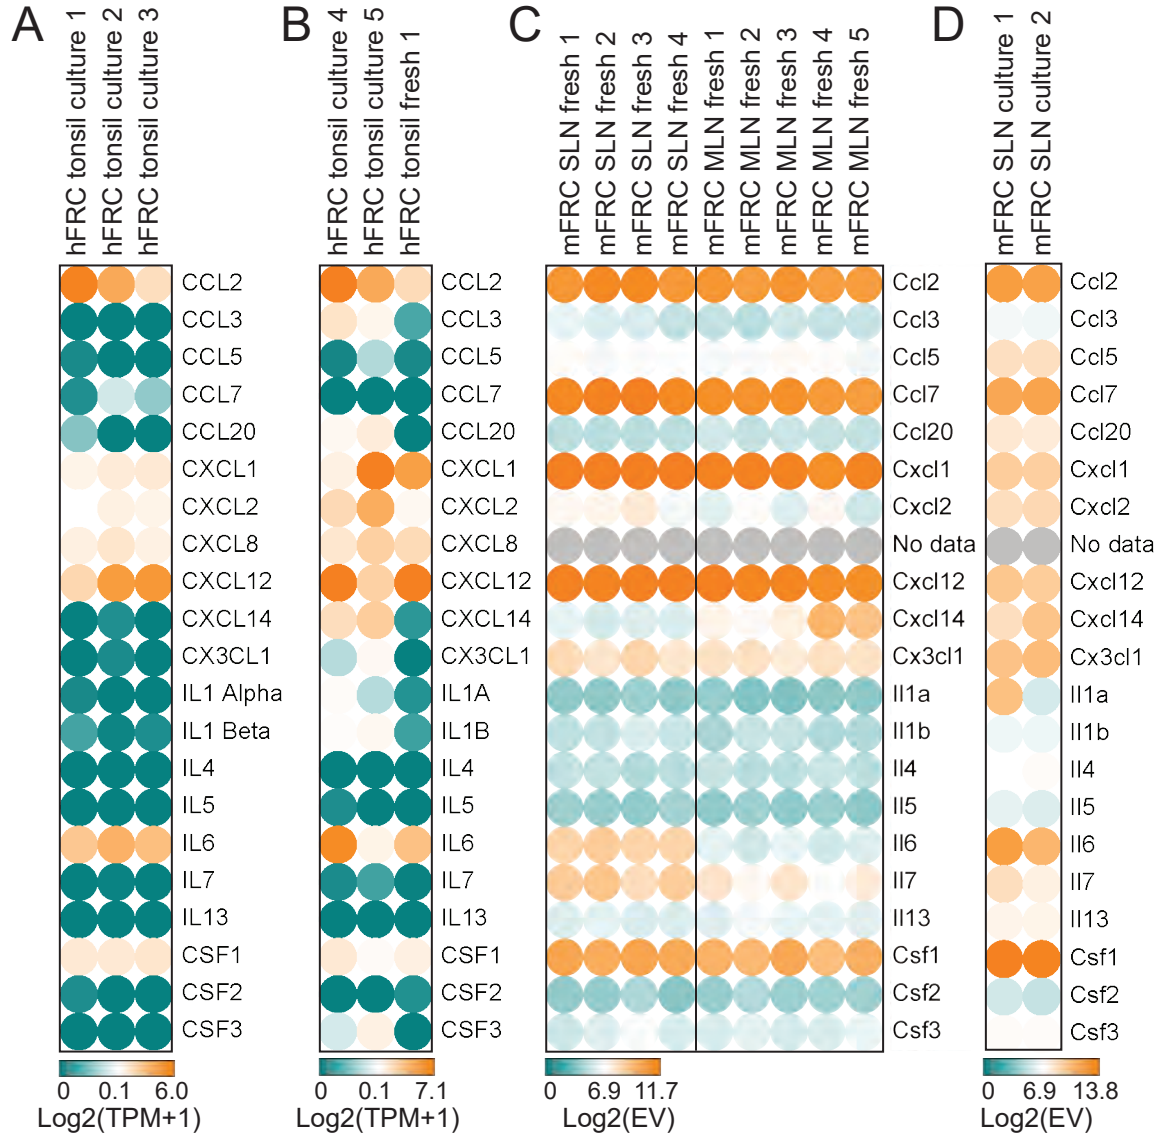 A
hFRC tonsil culture 1
hFRC tonsil culture 2
hFRC tonsil culture 3
CCL2
CCL3
CCL5
CCL7
CCL20
CXCL1
CXCL2
CXCL8
CXCL12
CXCL14
CX3CL1
IL1 Alpha
IL1 Beta
IL4
IL5
IL6
IL7
IL13
CSF1
CSF2
CSF3
0 0.1 6.0
Log2(TPM+1)
B
hFRC tonsil culture 4
hFRC tonsil culture 5
hFRC tonsil fresh 1
CCL2
CCL3
CCL5
CCL7
CCL20
CXCL1
CXCL2
CXCL8
CXCL12
CXCL14
CX3CL1
IL1A
IL1B
IL4
IL5
IL6
IL7
IL13
CSF1
CSF2
CSF3
0 0.1 7.1
Log2(TPM+1)
C
mFRC SLN fresh 1
mFRC SLN fresh 2
mFRC SLN fresh 3
mFRC SLN fresh 4
mFRC MLN fresh 1
mFRC MLN fresh 2
mFRC MLN fresh 3
mFRC MLN fresh 4
mFRC MLN fresh 5
Ccl2
Ccl3
Ccl5
Ccl7
Ccl20
Cxcl1
Cxcl2
No data
Cxcl12
Cxcl14
Cx3cl1
Il1a
Il1b
Il4
Il5
Il6
Il7
Il13
Csf1
Csf2
Csf3
0 6.9 11.7
Log2(EV)
D
mFRC SLN culture 1
mFRC SLN culture 2
Ccl2
Ccl3
Ccl5
Ccl7
Ccl20
Cxcl1
Cxcl2
No data
Cxcl12
Cxcl14
Cx3cl1
Il1a
Il1b
Il4
Il5
Il6
Il7
Il13
Csf1
Csf2
Csf3
0 6.9 13.8
Log2(EV)